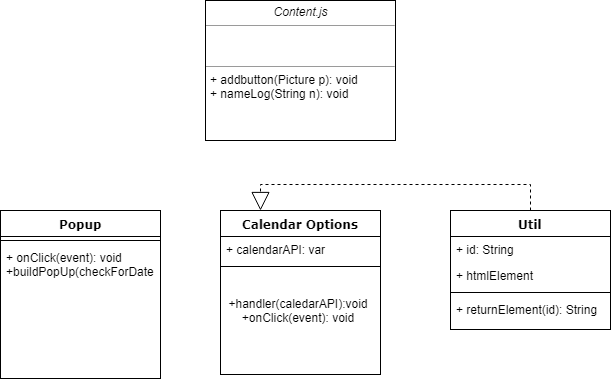 Content.js
+ addbutton(Picture p): void
+ nameLog(String n): void
Popup
+ onClick(event): void
+buildPopUp(checkForDate
Calendar Options
+ calendarAPI: var
+handler(caledarAPI):void
+onClick(event): void
Util
+ id: String
+ htmlElement
+ returnElement(id): String